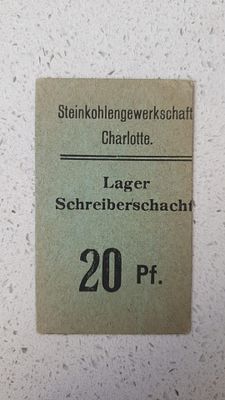 Steinkohlengewerkschaft
Charlotte.
Lager
Schreiberschacht
20 Pf.